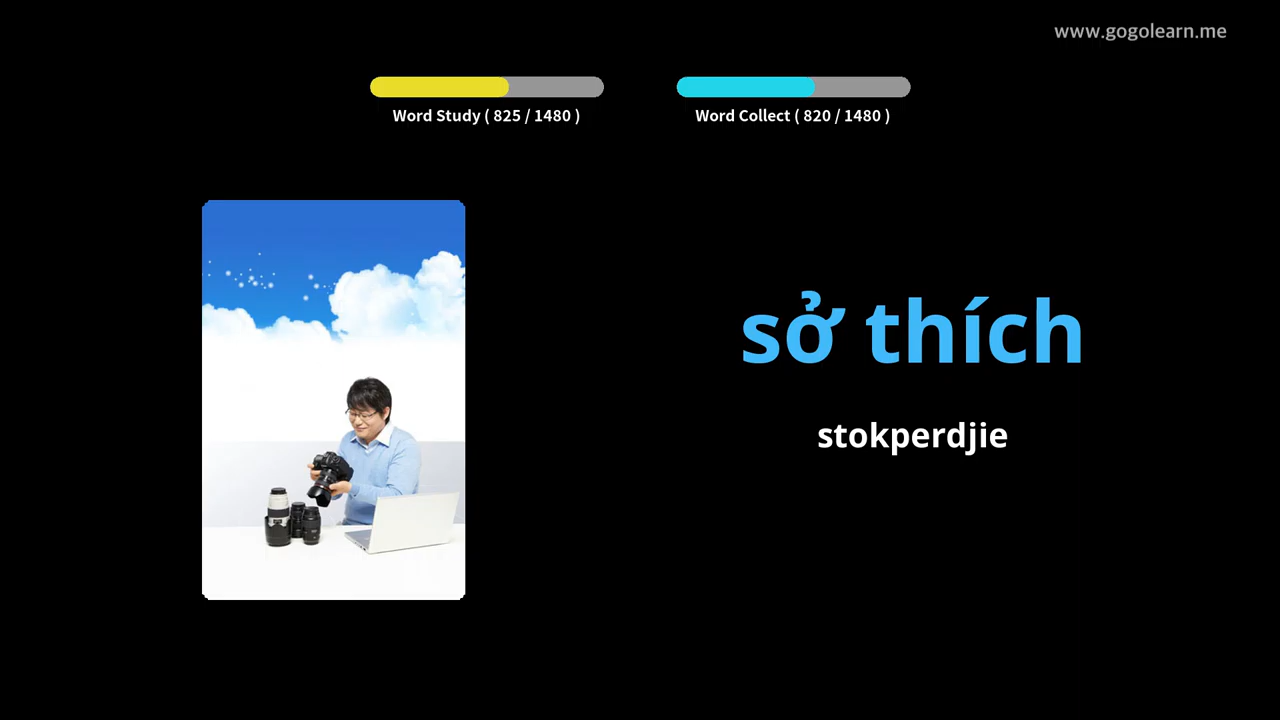 www.gogolearn.me
Word Study ( 825 / 1480 )
Word Collect ( 820 / 1480 )
sở thích
stokperdjie